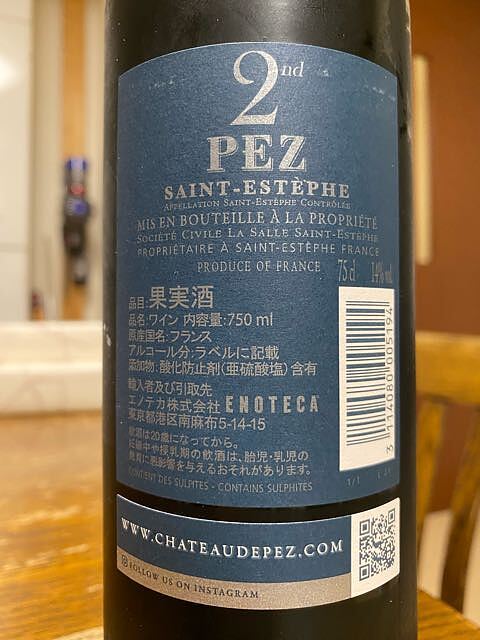 2nd
PEZ
SAINT-ESTÈPHE
APPELLATION SAINT-ESTÈPHE CONTRÔLÉE
MIS EN BOUTEILLE À LA PROPRIÉTÉ
SOCIÉTÉ CIVILE LA SALLE SAINT-ESTÈPHE
PROPRIÉTAIRE À SAINT-ESTÈPHE FRANCE
PRODUCE OF FRANCE 75 cl 14% vol.
品目:果実酒
品名:ワイン 内容量:750 ml
原産国名:フランス
アルコール分:ラベルに記載
添加物:酸化防止剤(亜硫酸塩)含有
輸入者及び引取先
エノテカ株式会社 ENOTECA
東京都港区南麻布5-14-15
飲酒は20歳になってから。
妊娠中や授乳期の飲酒は、胎児・乳児の
発育に悪影響を与えるおそれがあります。
CONTIENT DES SULFITES - CONTAINS SULPHITES
3 114080 005194
WWW.CHATEAUDEPEZ.COM
FOLLOW US ON INSTAGRAM